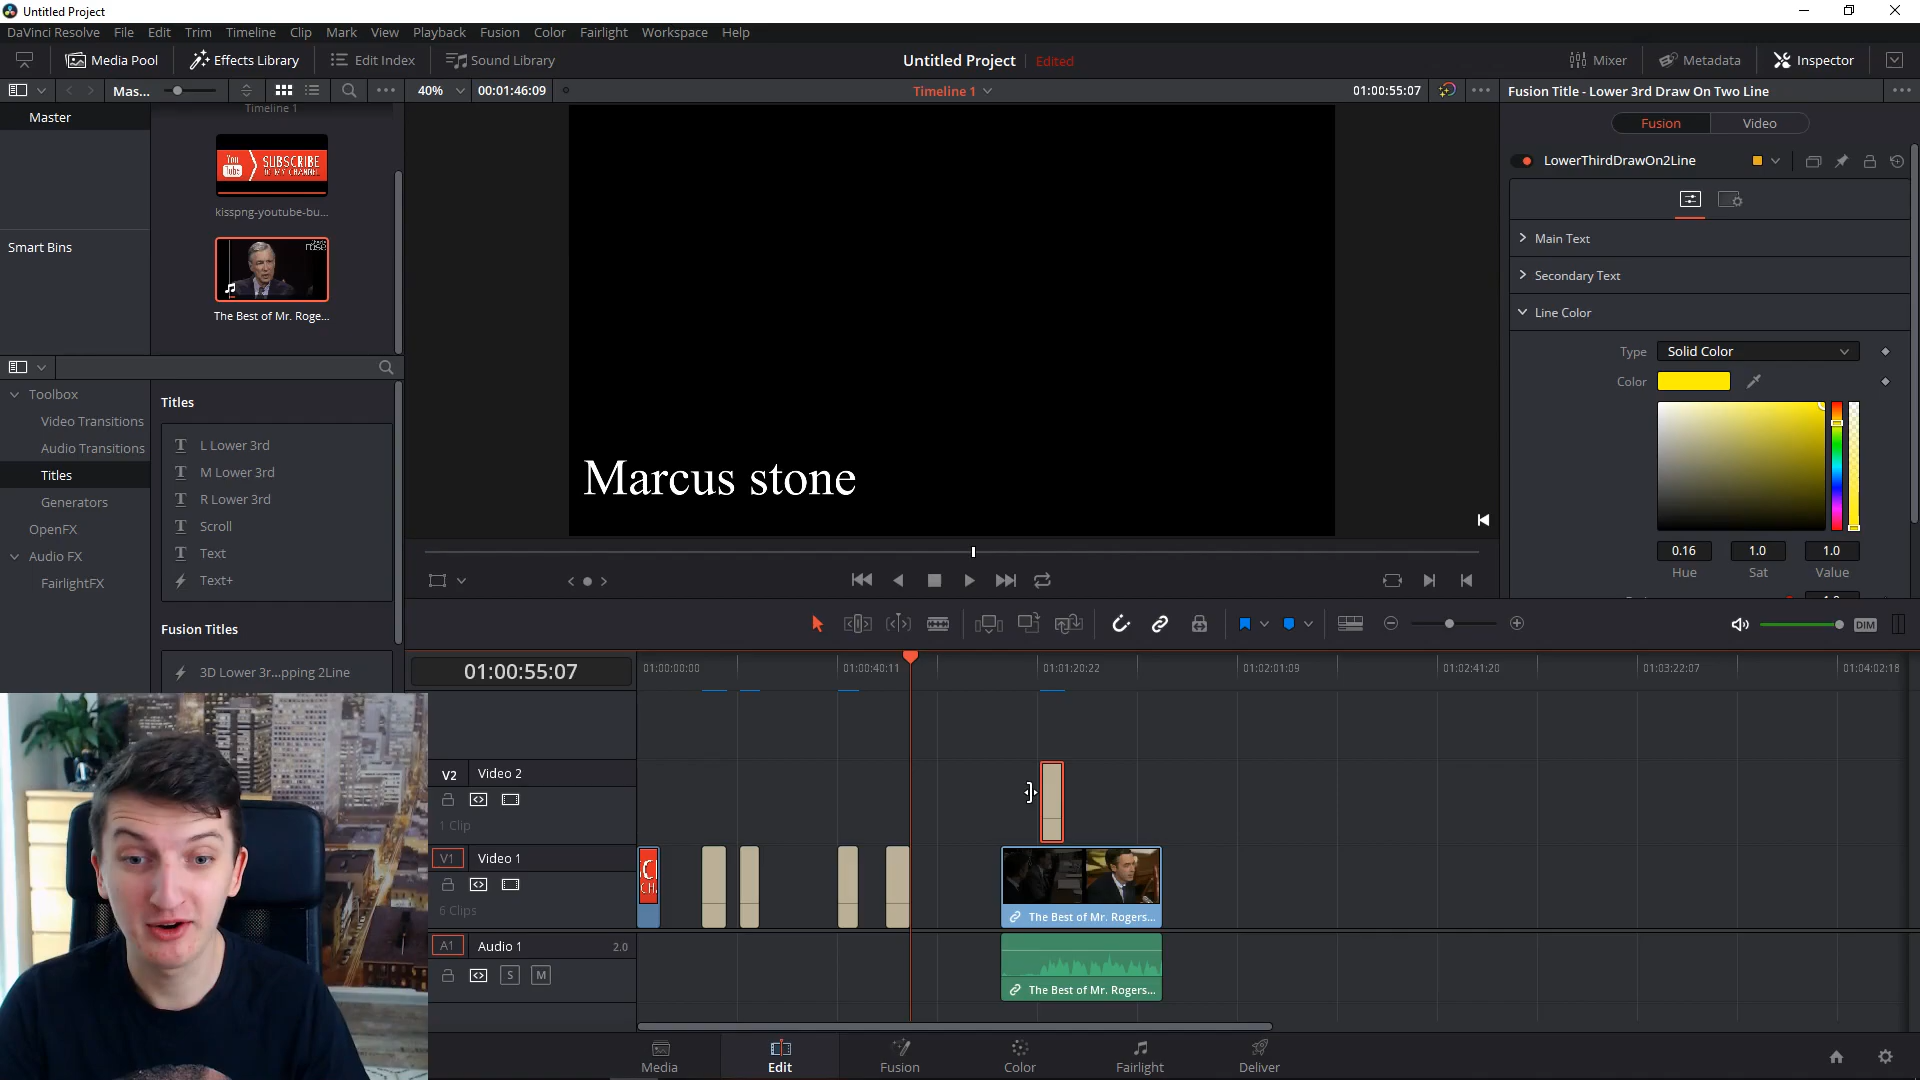 Untitled Project
DaVinci Resolve File Edit Trim Timeline Clip Mark View Playback Fusion Color Fairlight Workspace Help
Media Pool Effects Library Edit Index Sound Library Untitled Project Edited Mixer Metadata Inspector
Mas... 40% 00:01:46:09 Timeline 1 01:00:55:07 Fusion Title - Lower 3rd Draw On Two Line
Master
Timeline 1
Fusion Video
You Tube SUBSCRIBE TO MY CHANNEL
LowerThirdDrawOn2Line
kisspng-youtube-bu...
Smart Bins
Main Text
Secondary Text
The Best of Mr. Roge...
Line Color
Type Solid Color
Color
Toolbox
Video Transitions
Audio Transitions
Titles
Generators
OpenFX
Audio FX
FairlightFX
Titles
L Lower 3rd
M Lower 3rd
R Lower 3rd
Scroll
Text
Text+
Fusion Titles
3D Lower 3r...pping 2Line
Marcus stone
0.16 1.0 1.0
Hue Sat Value
DIM
01:00:55:07
01:00:00:00 01:00:40:11 01:01:20:22 01:02:01:09 01:02:41:20 01:03:22:07 01:04:02:18
V2 Video 2
1 Clip
V1 Video 1
6 Clips
The Best of Mr. Rogers...
A1 Audio 1 2.0
S M
The Best of Mr. Rogers...
Media Edit Fusion Color Fairlight Deliver